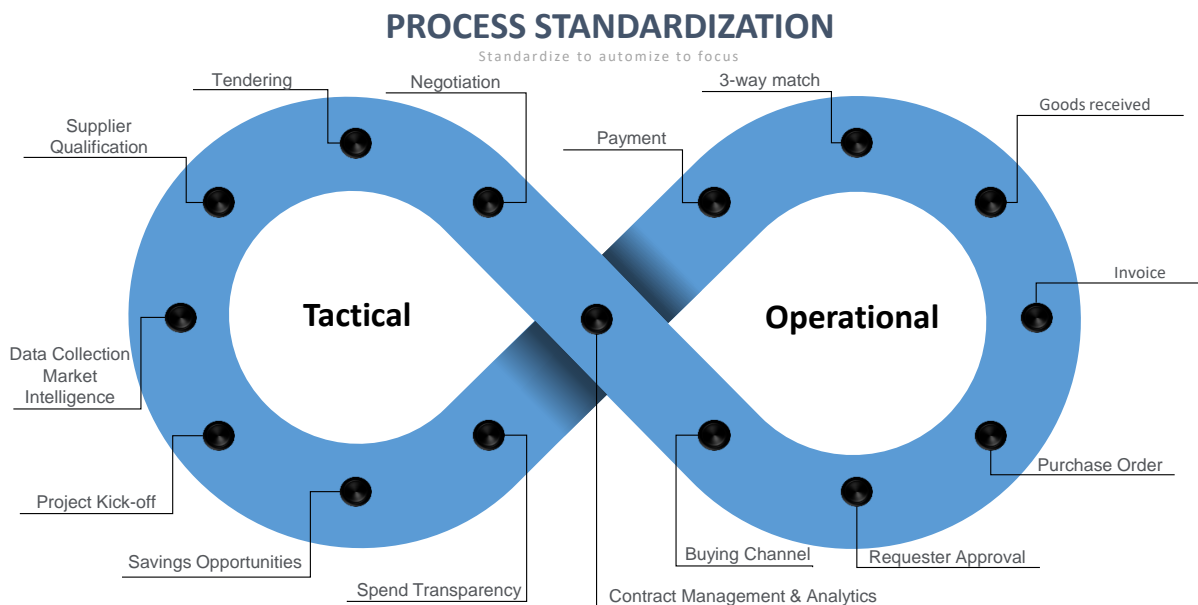 PROCESS STANDARDIZATION
Standardize to automize to focus
Tendering
Negotiation
3-way match
Goods received
Supplier
Qualification
Payment
Invoice
Tactical
Operational
Data Collection
Market
Intelligence
Purchase Order
Project Kick-off
Savings Opportunities
Buying Channel
Requester Approval
Spend Transparency
Contract Management & Analytics